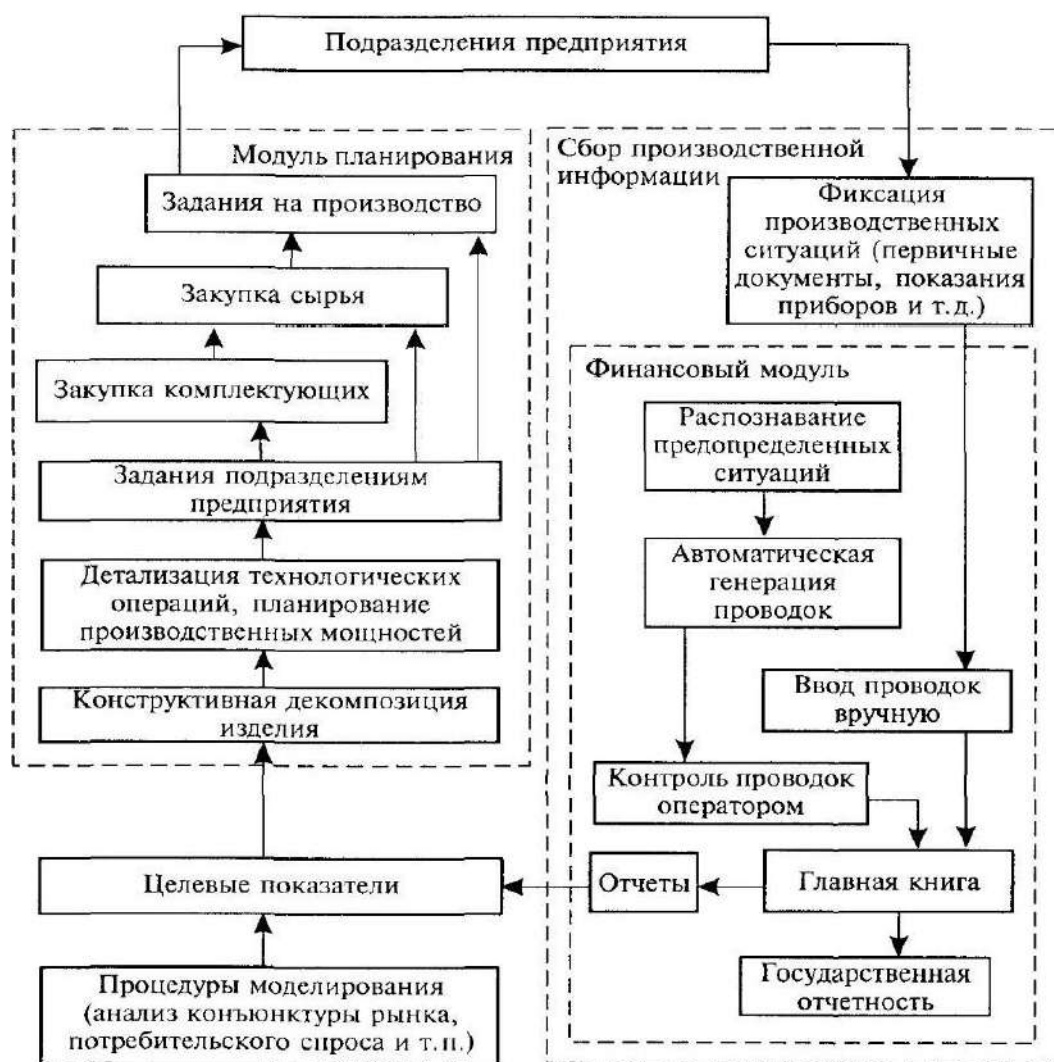 Подразделения предприятия
Модуль планирования
Задания на производство
Закупка сырья
Закупка комплектующих
Задания подразделениям
предприятия
Детализация технологических
операций, планирование
производственных мощностей
Конструктивная декомпозиция
изделия
Целевые показатели
Процедуры моделирования
(анализ конъюнктуры рынка,
потребительского спроса и т.п.)
Сбор производственной
информации
Фиксация
производственных
ситуаций (первичные
документы, показания
приборов и т.д.)
Финансовый модуль
Распознавание
предопределенных
ситуаций
Автоматическая
генерация
проводок
Ввод проводок
вручную
Контроль проводок
оператором
Отчеты
Главная книга
Государственная
отчетность